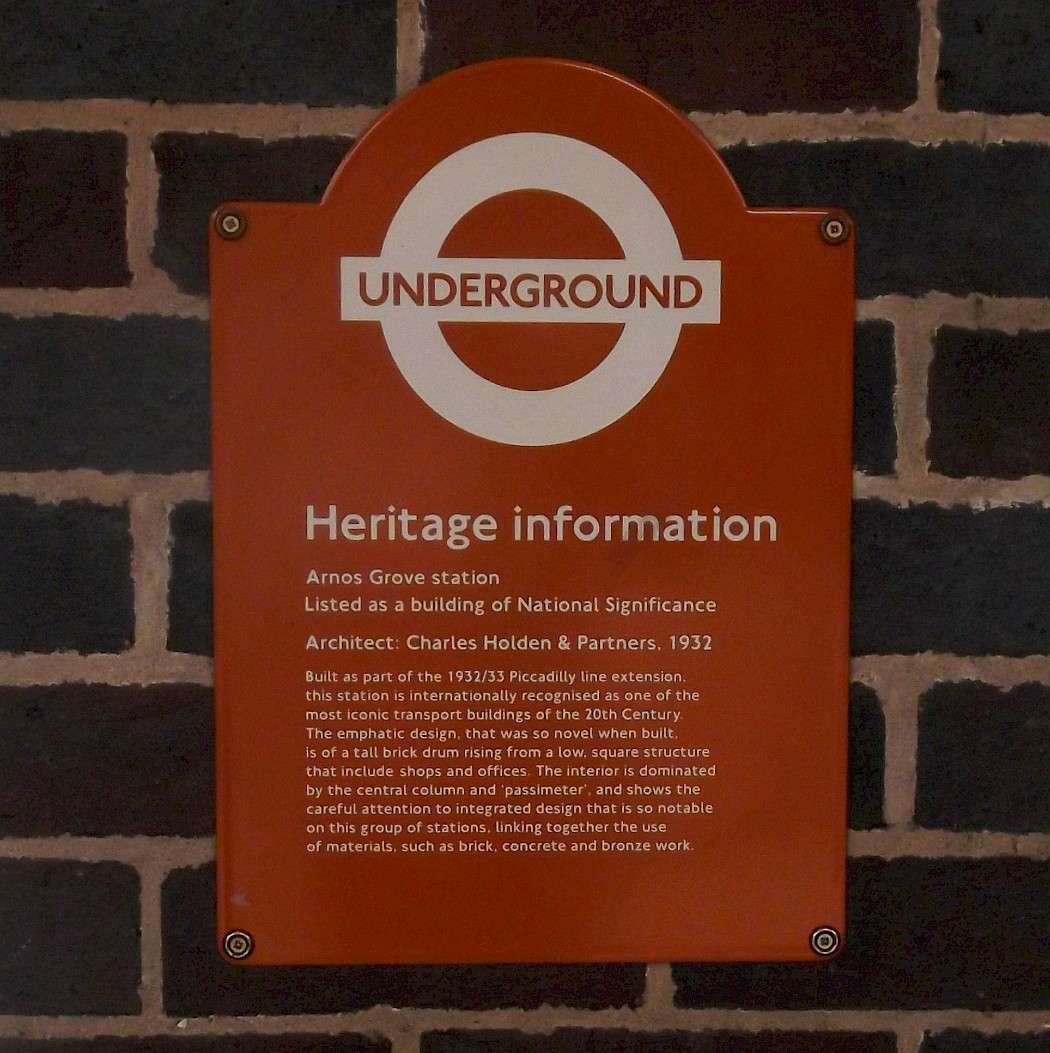 UNDERGROUND
Heritage information
Arnos Grove station
Listed as a building of National Significance
Architect: Charles Holden & Partners, 1932
Built as part of the 1932/33 Piccadilly line extension,
this station is internationally recognised as one of the
most iconic transport buildings of the 20th Century.
The emphatic design, that was so novel when built,
is of a tall brick drum rising from a low, square structure
that include shops and offices. The interior is dominated
by the central column and 'passimeter', and shows the
careful attention to integrated design that is so notable
on this group of stations, linking together the use
of materials, such as brick, concrete and bronze work.